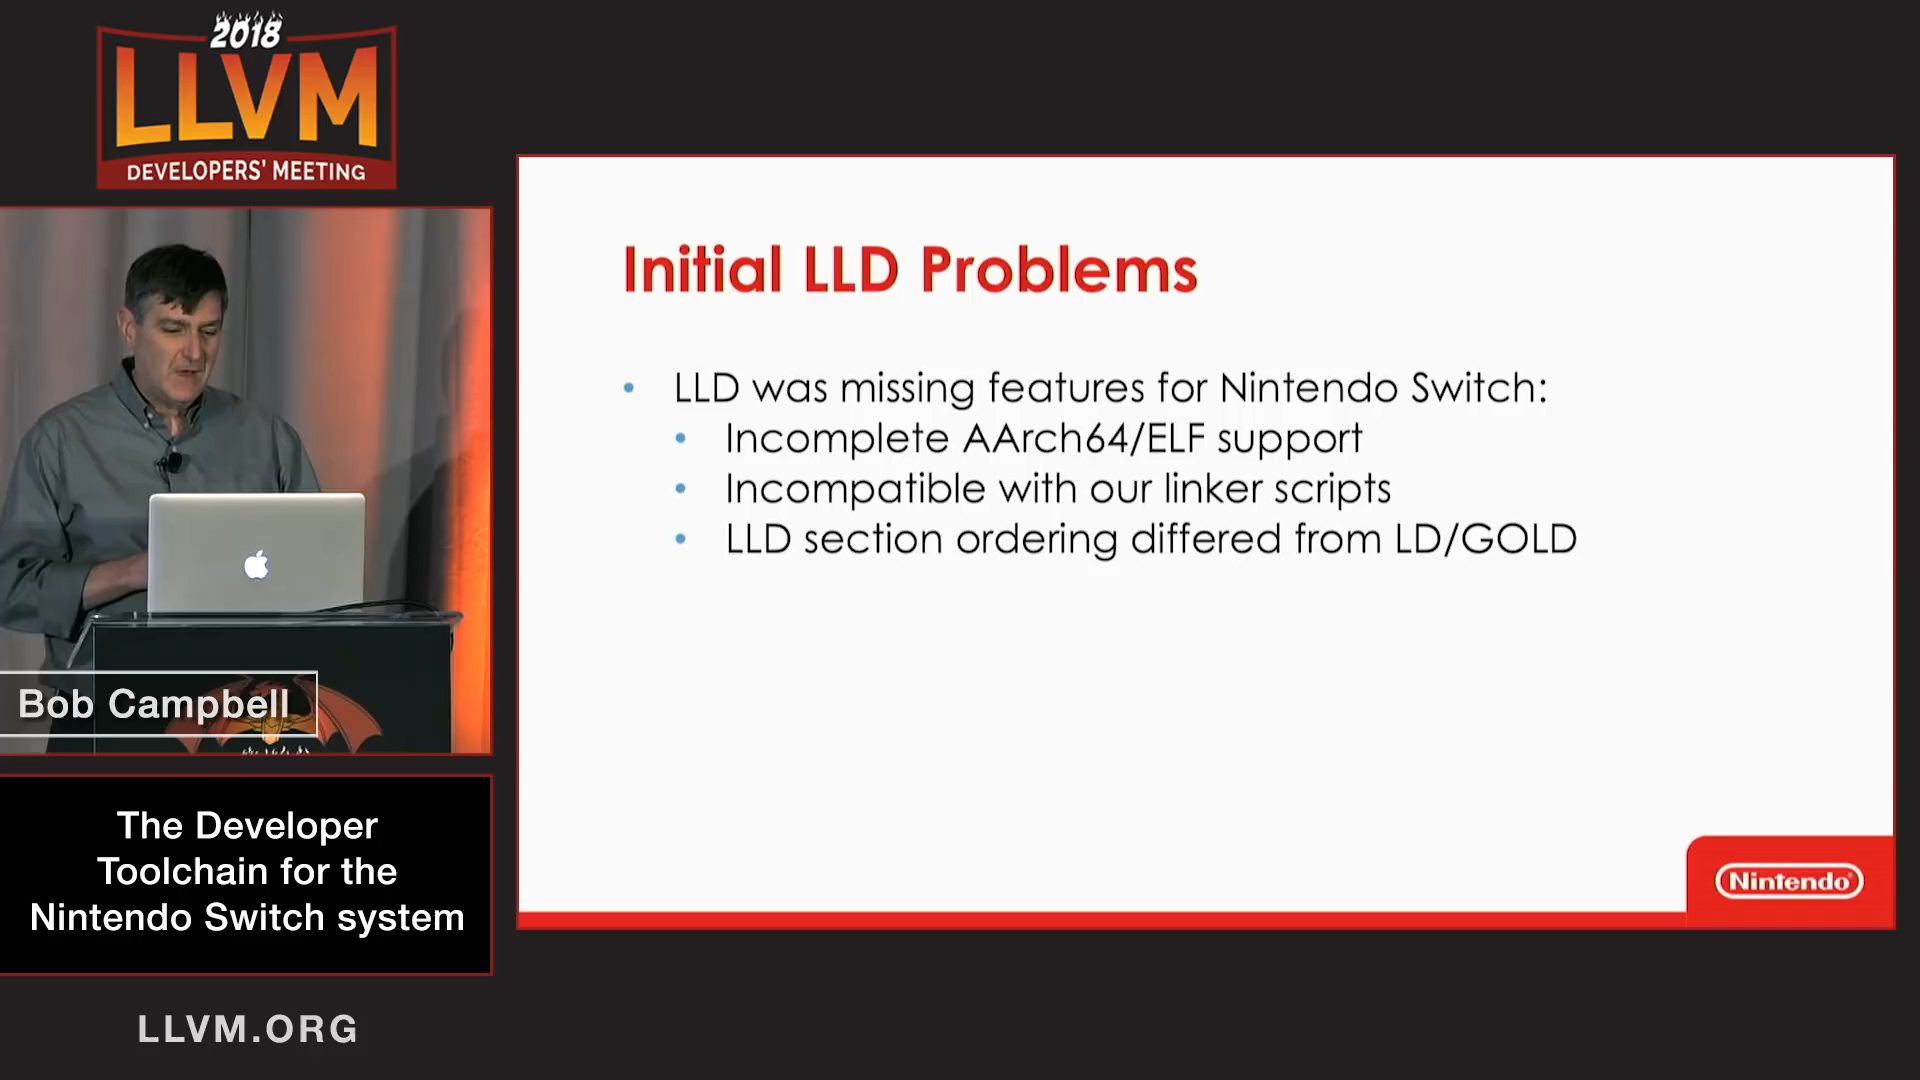 2018
LLVM
DEVELOPERS' MEETING
Initial LLD Problems
• LLD was missing features for Nintendo Switch:
• Incomplete AArch64/ELF support
• Incompatible with our linker scripts
• LLD section ordering differed from LD/GOLD
Nintendo
Bob Campbell
The Developer
Toolchain for the
Nintendo Switch system
LLVM.ORG